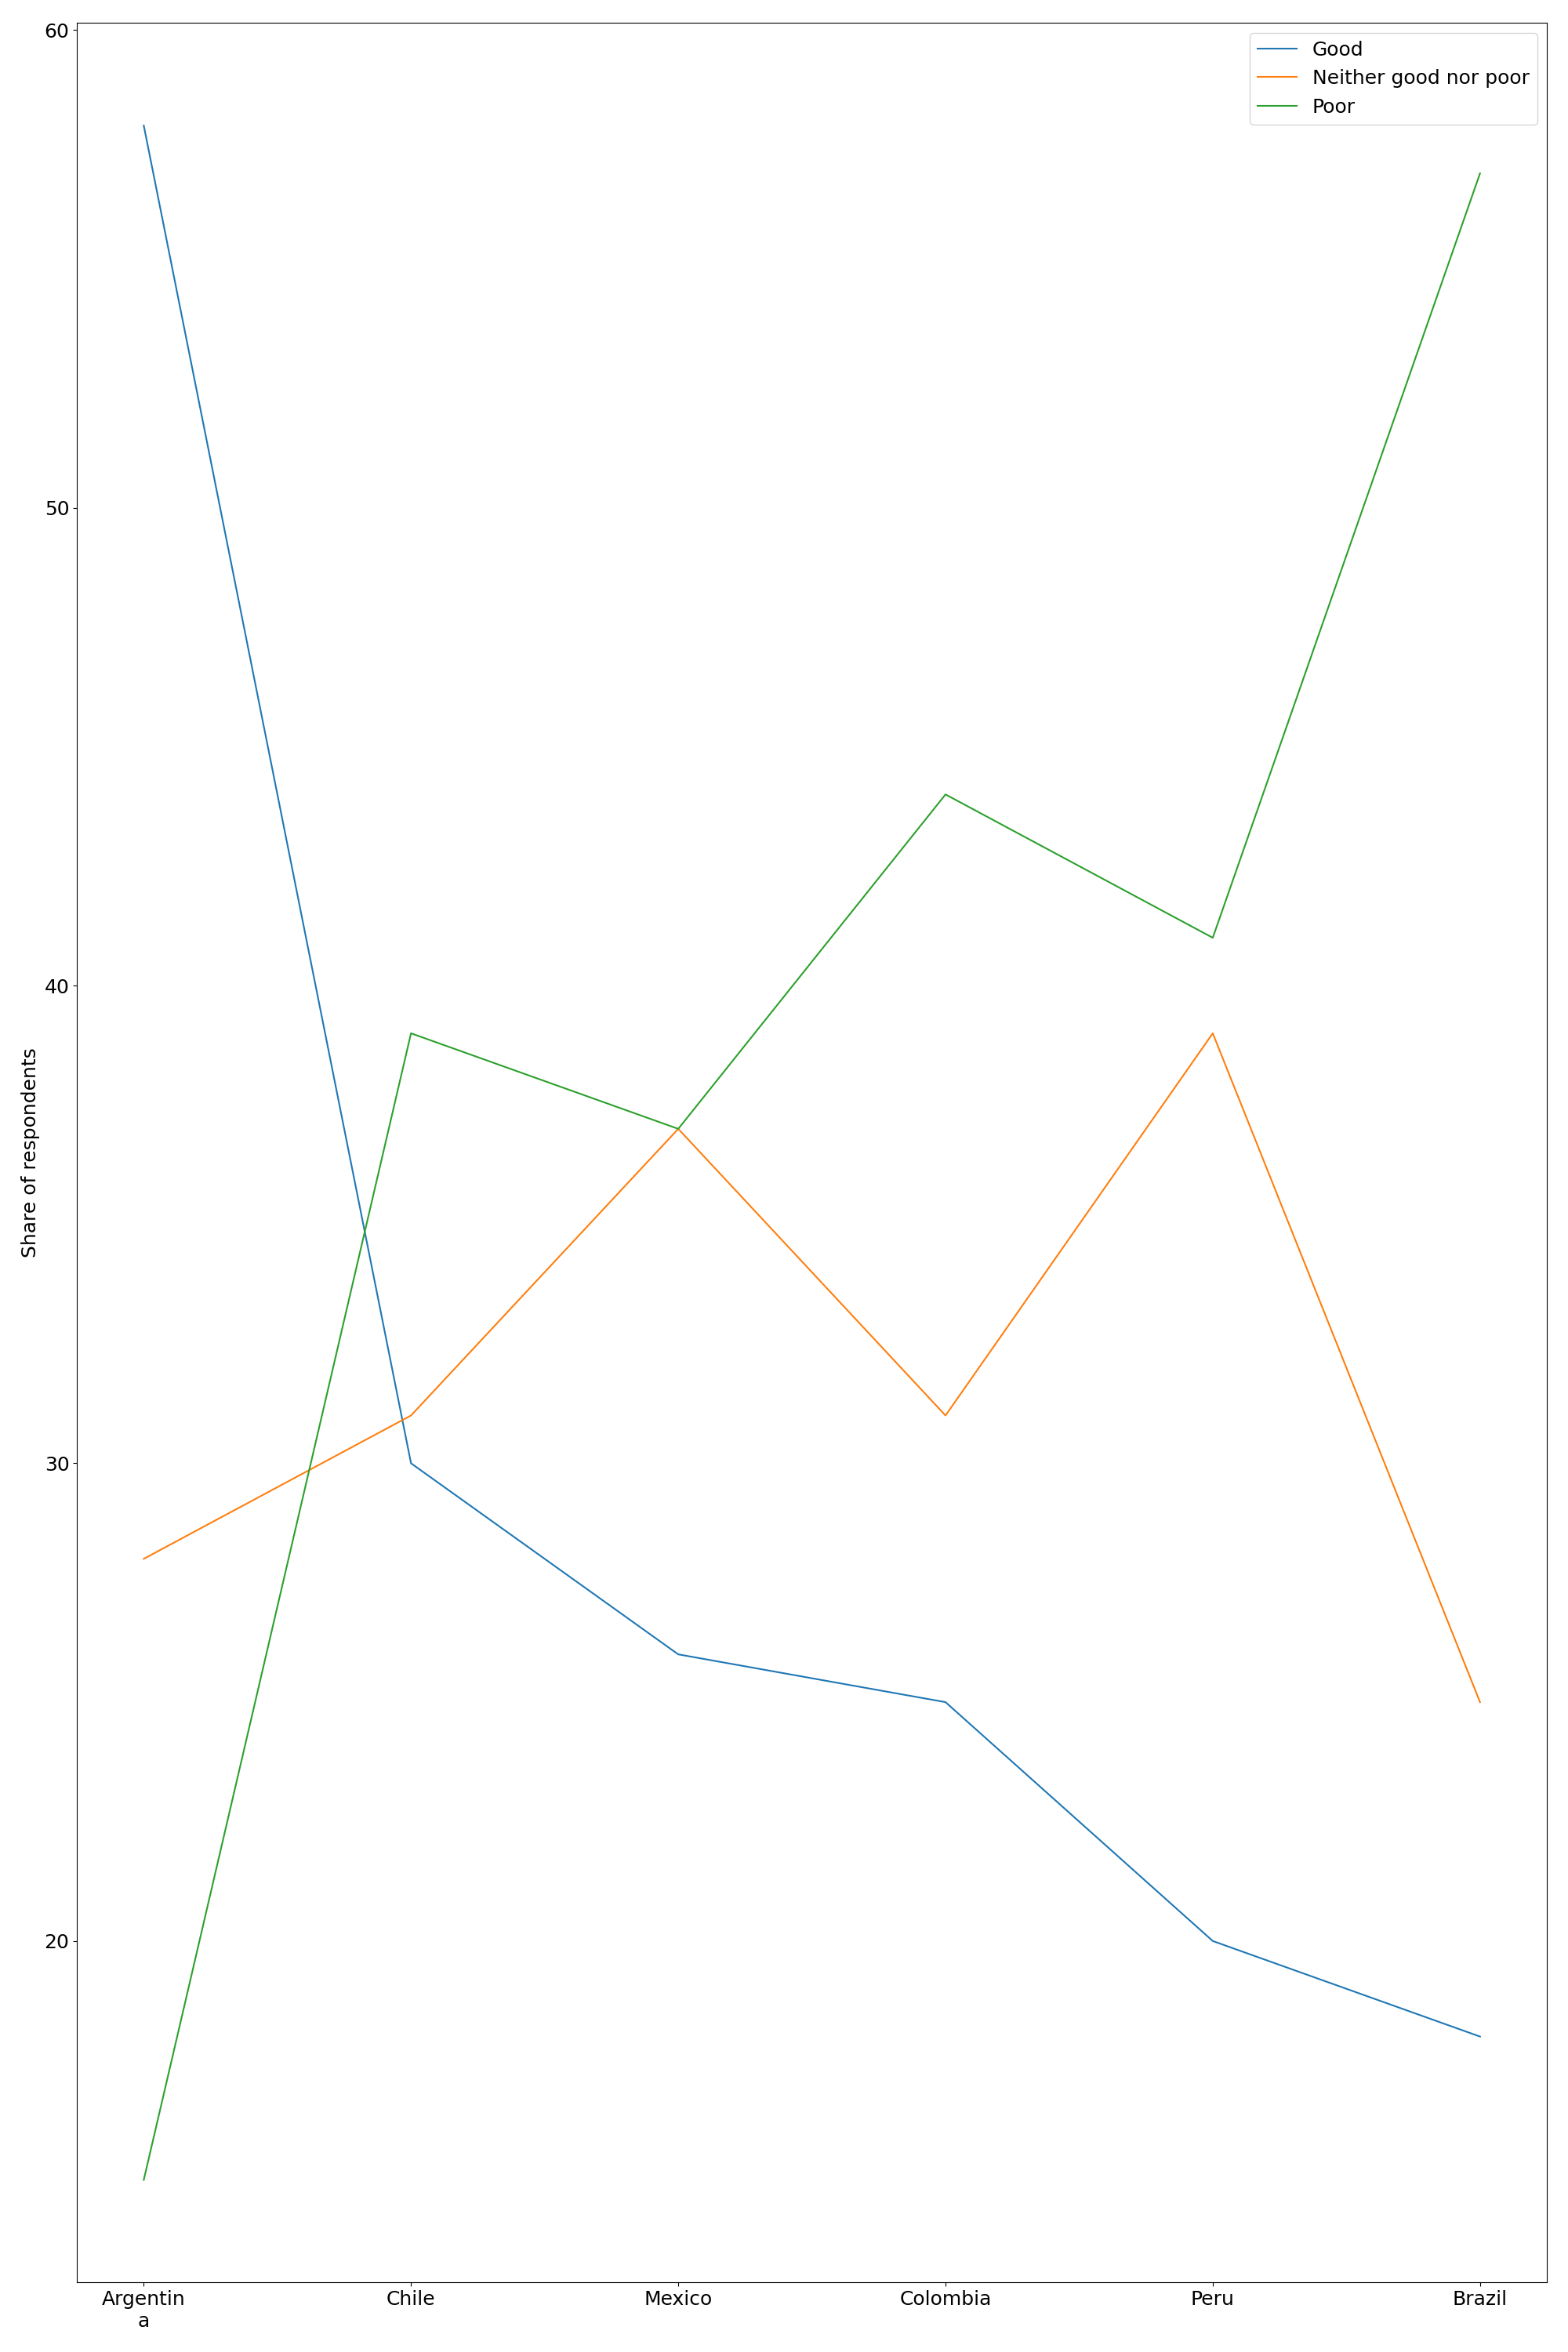 60
50
40
30
20
Share of respondents
Good
Neither good nor poor
Poor
Argentin
a
Chile
Mexico
Colombia
Peru
Brazil